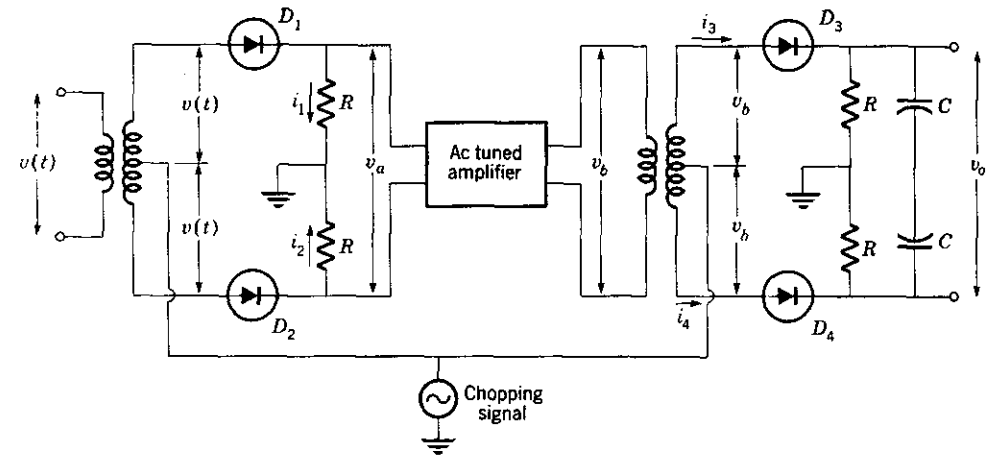 D1
i3
D3
v(t)
i1
R
va
Ac tuned
amplifier
vb
vb
R
C
v(t)
vo
v(t)
i2
R
vb
R
C
D2
i4
D4
Chopping
signal